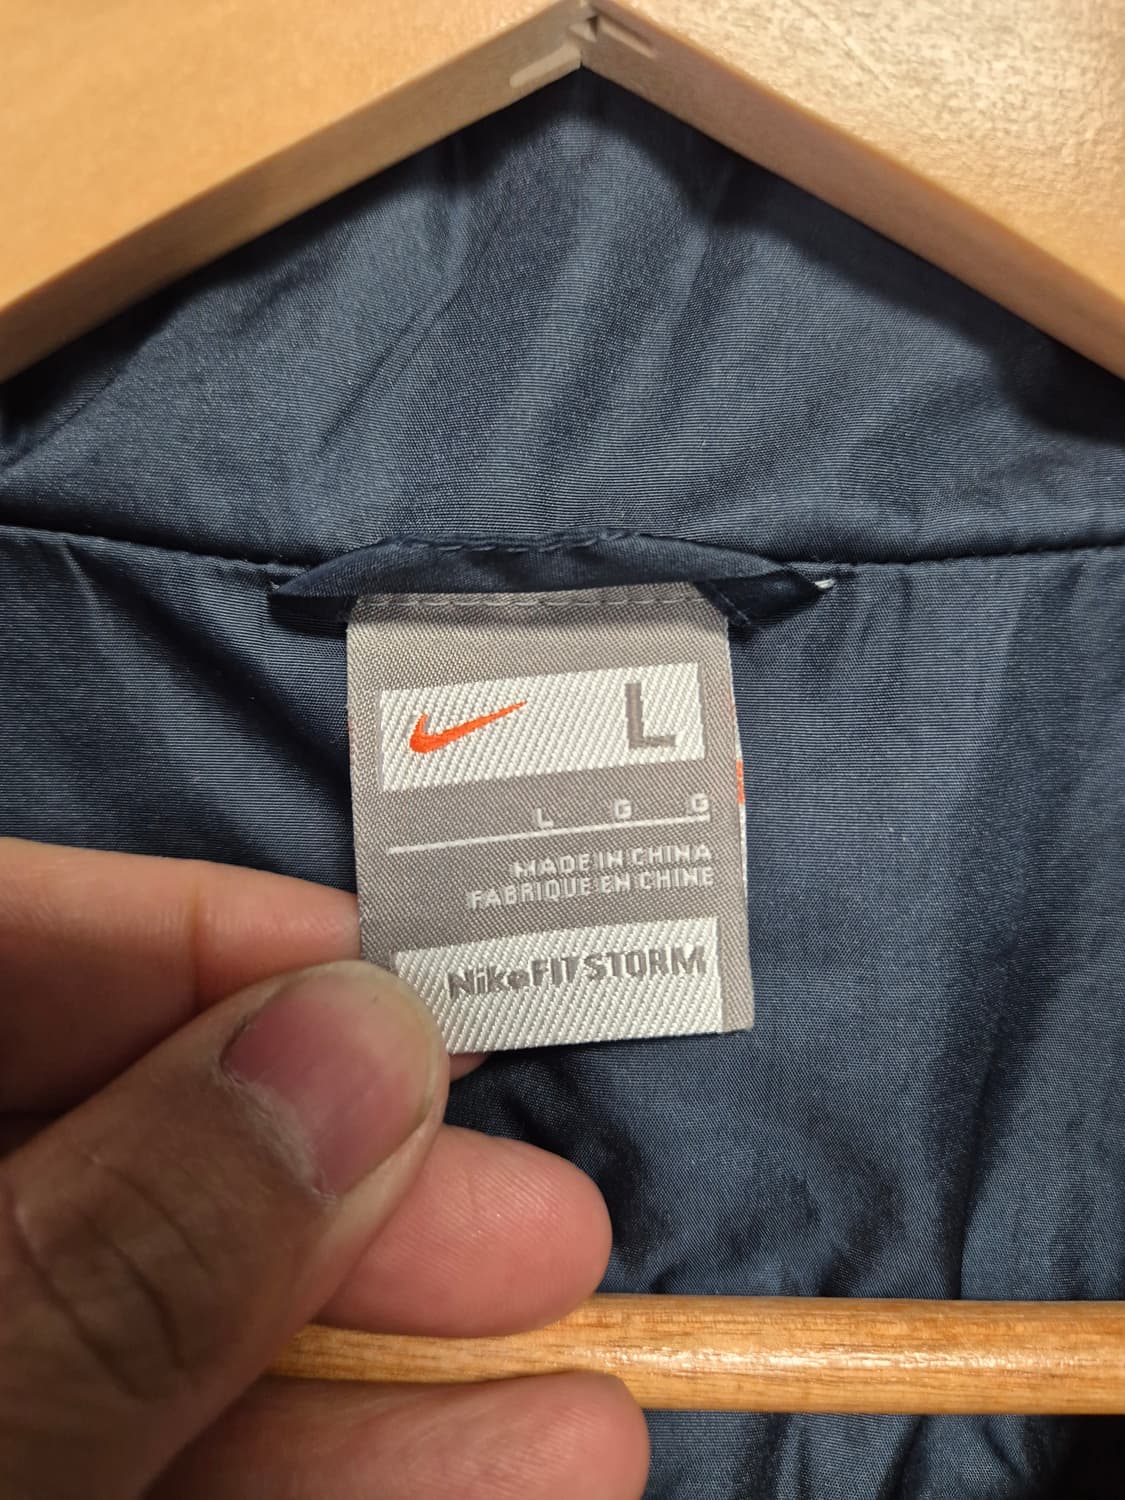 L
L G G
MADE IN CHINA
FABRIQUE EN CHINE
NikeFIT STORM